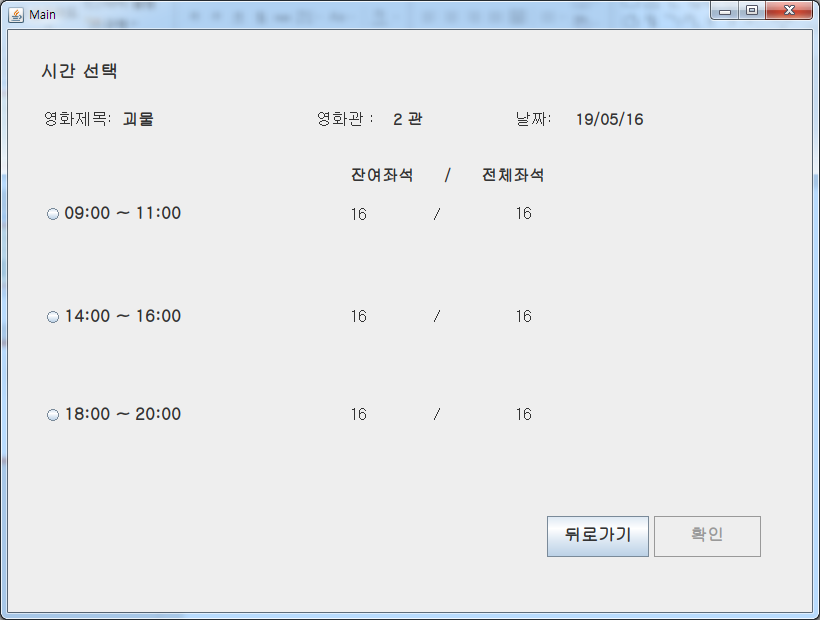 Main
시간 선택
영화제목: 괴물 영화관 : 2 관 날짜: 19/05/16
잔여좌석 / 전체좌석
09:00 ~ 11:00 16 / 16
14:00 ~ 16:00 16 / 16
18:00 ~ 20:00 16 / 16
뒤로가기 확인